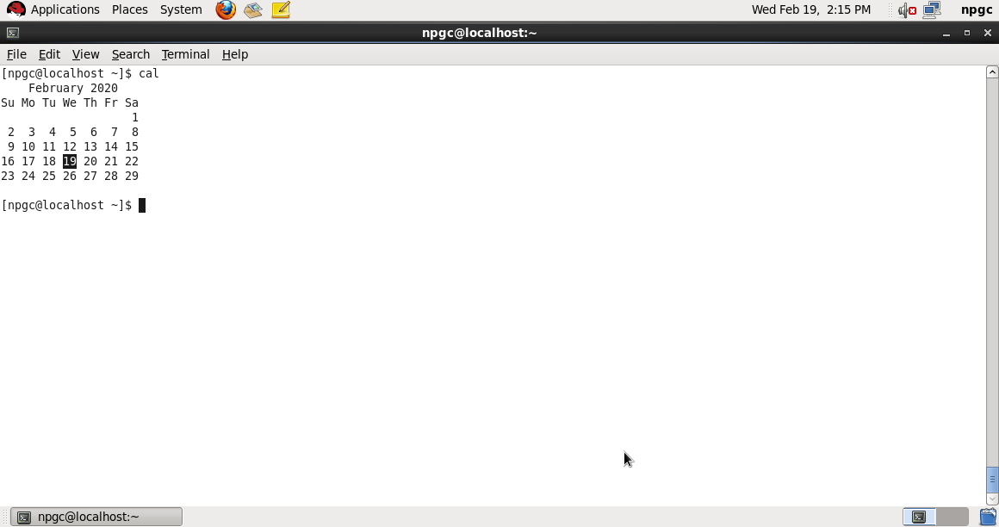 Applications Places System Wed Feb 19, 2:15 PM npgc
npgc@localhost:~
File Edit View Search Terminal Help
[npgc@localhost ~]$ cal
    February 2020
Su Mo Tu We Th Fr Sa
                   1
 2  3  4  5  6  7  8
 9 10 11 12 13 14 15
16 17 18 19 20 21 22
23 24 25 26 27 28 29
[npgc@localhost ~]$
npgc@localhost:~